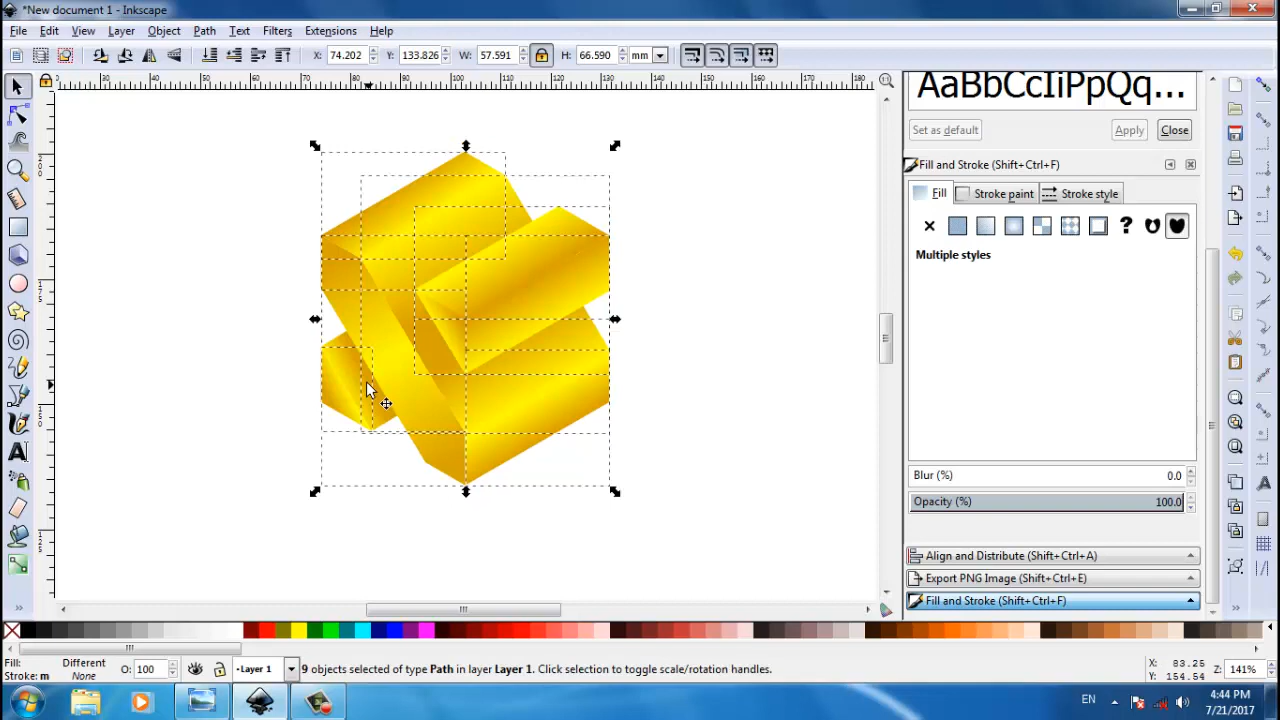 *New document 1 - Inkscape
File Edit View Layer Object Path Text Filters Extensions Help
X: 74.202 Y: 133.826 W: 57.591 H: 66.590 mm
AaBbCcIiPpQq...
Set as default Apply Close
Fill and Stroke (Shift+Ctrl+F)
Fill Stroke paint Stroke style
Multiple styles
Blur (%) 0.0
Opacity (%) 100.0
Align and Distribute (Shift+Ctrl+A)
Export PNG Image (Shift+Ctrl+E)
Fill and Stroke (Shift+Ctrl+F)
Fill: Different O: 100 Layer 1 9 objects selected of type Path in layer Layer 1. Click selection to toggle scale/rotation handles. X: 83.25 Z: 141%
Stroke: m None Y: 154.54
EN 4:44 PM
7/21/2017